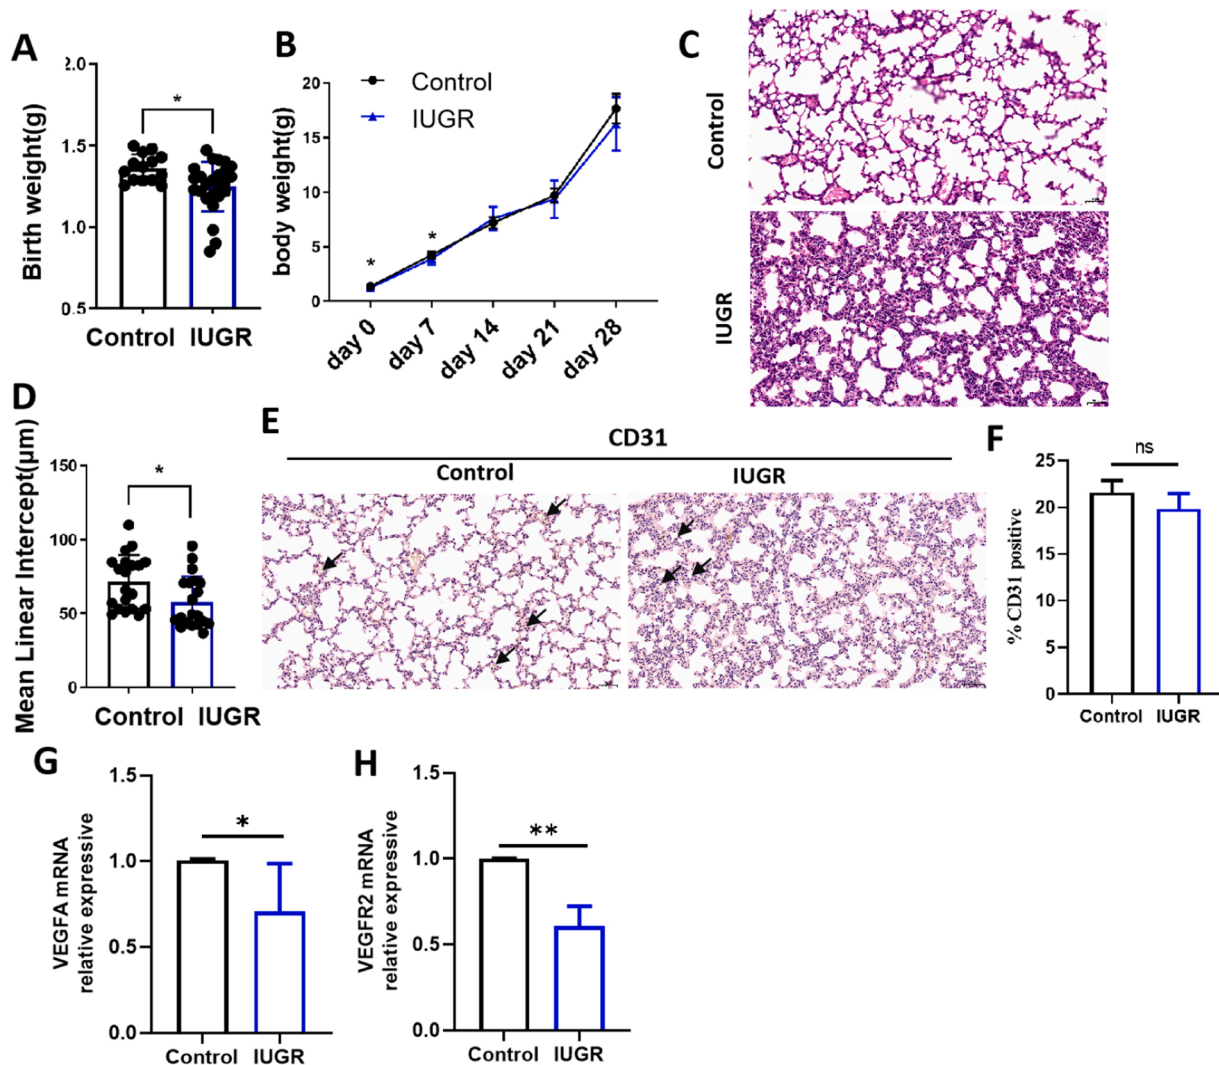 A
Birth weight(g)
2.0
1.5
1.0
0.5
*
Control IUGR
B
body weight(g)
20
15
10
5
0
Control
IUGR
*
*
day 0
day 7
day 14
day 21
day 28
C
Control
IUGR
D
Mean Linear Intercept(μm)
150
100
50
0
*
Control IUGR
E
CD31
Control
IUGR
F
% CD31 positive
25
20
15
10
5
0
ns
Control IUGR
G
VEGFA mRNA
relative expressive
1.5
1.0
0.5
0.0
*
Control IUGR
H
VEGFR2 mRNA
relative expressive
1.5
1.0
0.5
0.0
**
Control IUGR